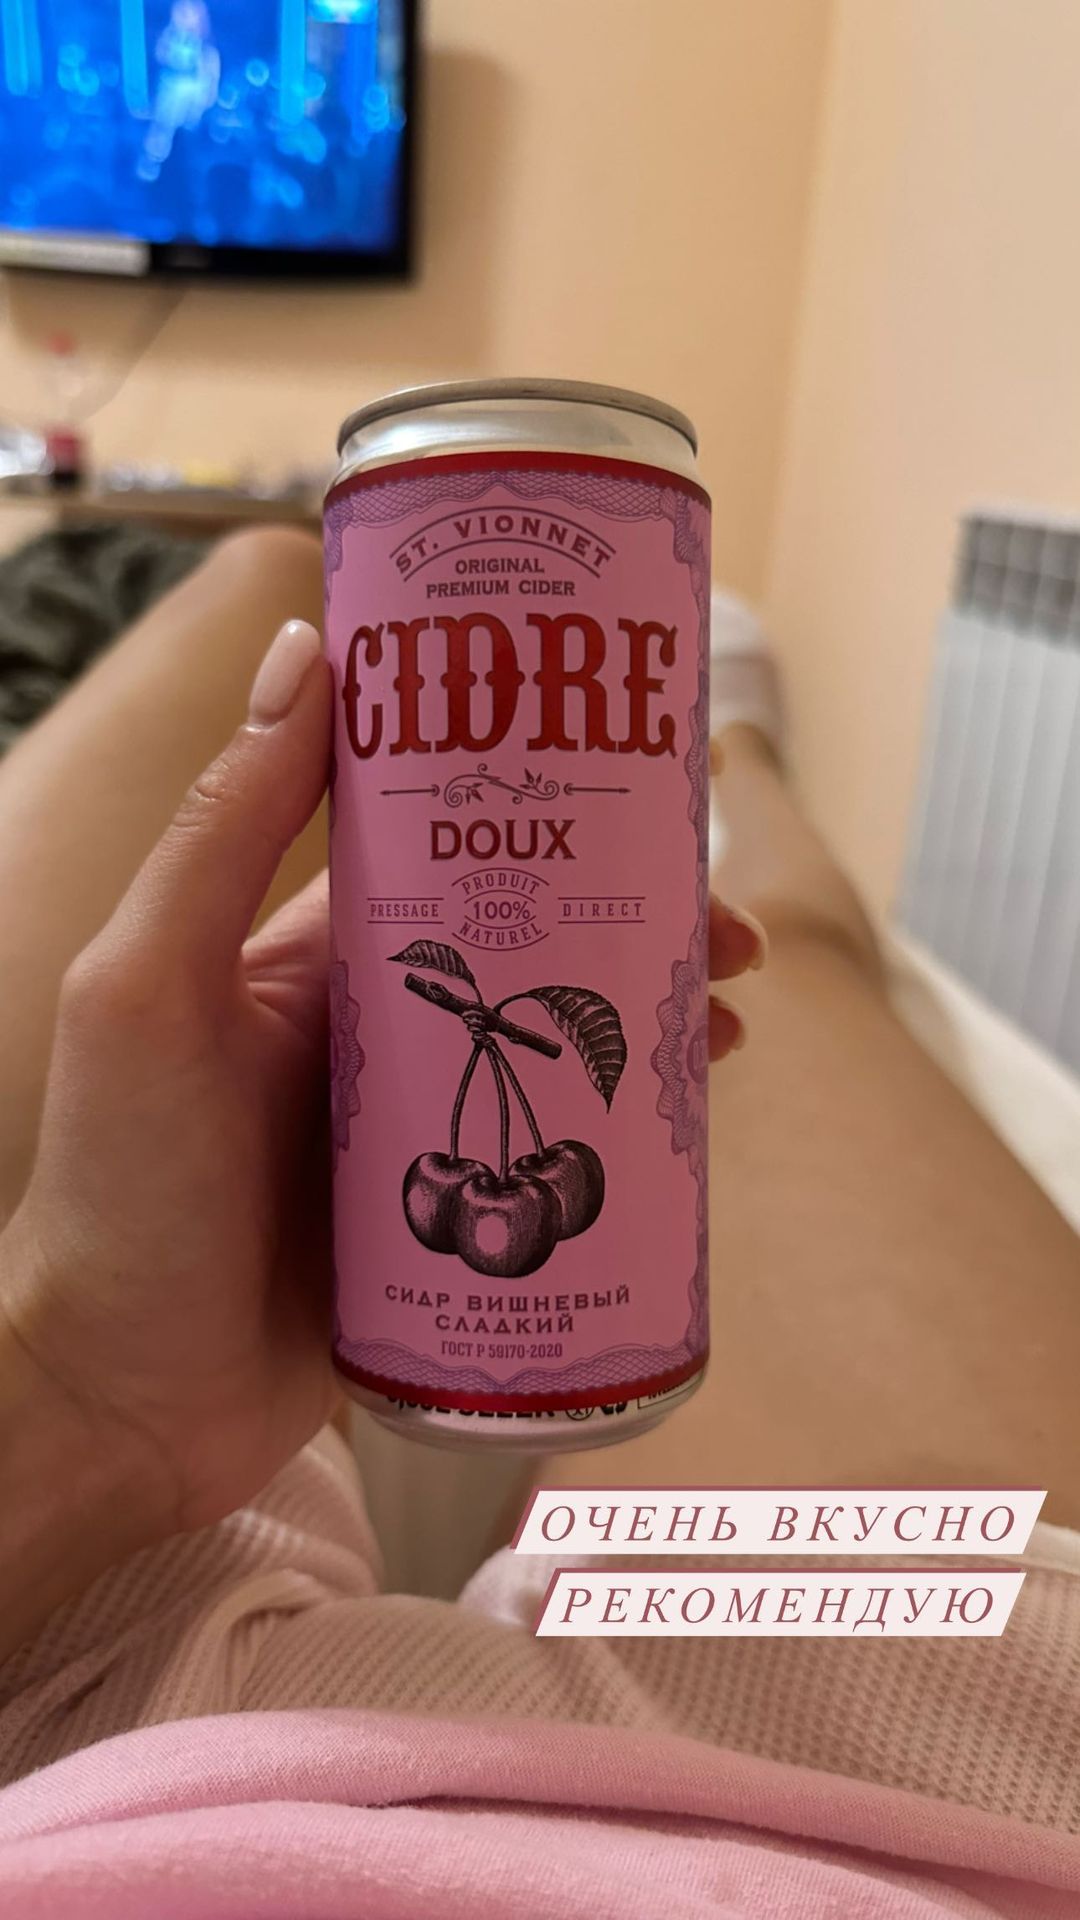 ST. VIONNET
ORIGINAL
PREMIUM CIDER
CIDRE
DOUX
PRODUIT
PRESSAGE 100% DIRECT
NATUREL
СИДР ВИШНЕВЫЙ
СЛАДКИЙ
ГОСТ Р 59170-2020
ОЧЕНЬ ВКУСНО
РЕКОМЕНДУЮ